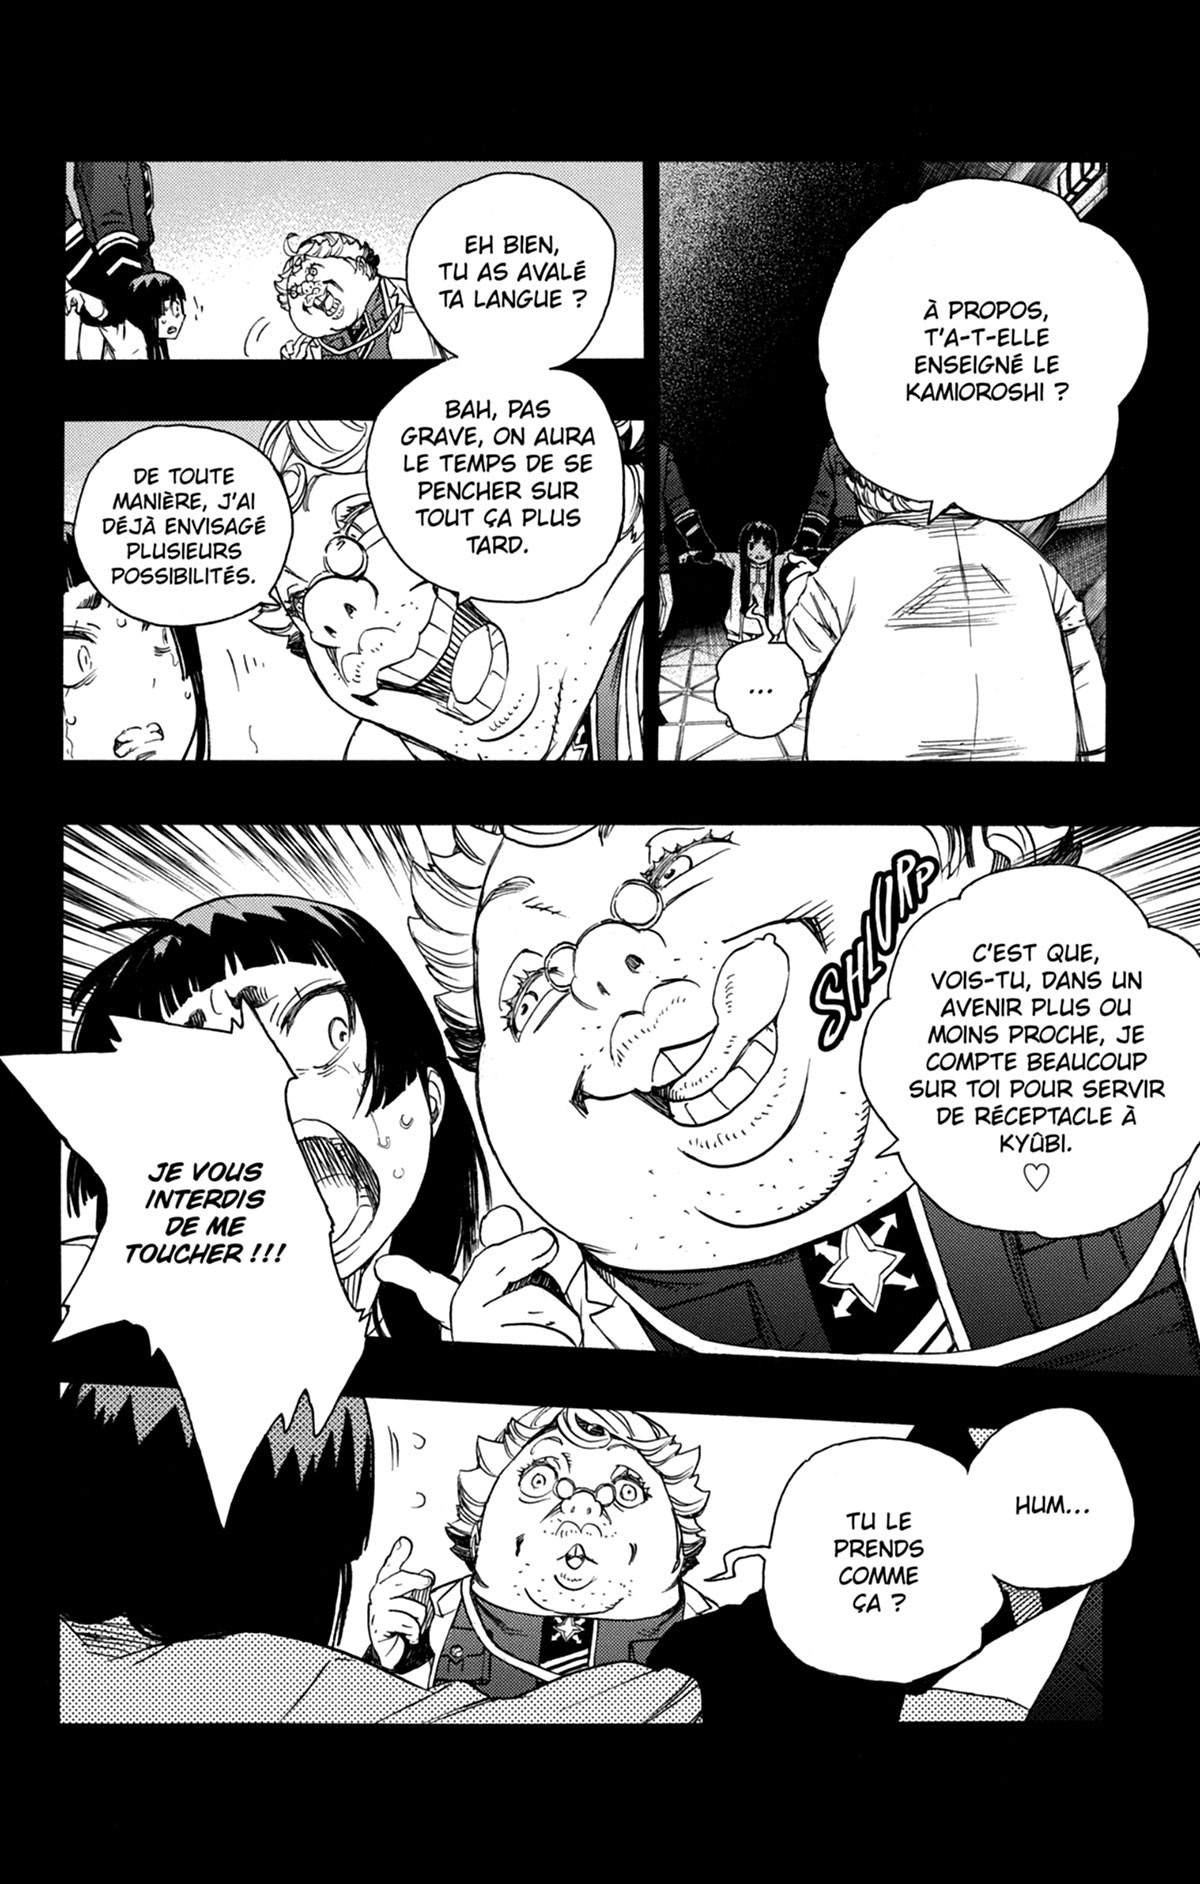 À PROPOS,
T'A-T-ELLE
ENSEIGNÉ LE
KAMIOROSHI ?
...
EH BIEN,
TU AS AVALÉ
TA LANGUE ?
BAH, PAS
GRAVE, ON AURA
LE TEMPS DE SE
PENCHER SUR
TOUT ÇA PLUS
TARD.
DE TOUTE
MANIÈRE, J'AI
DÉJÀ ENVISAGÉ
PLUSIEURS
POSSIBILITÉS.
C'EST QUE,
VOIS-TU, DANS UN
AVENIR PLUS OU
MOINS PROCHE, JE
COMPTE BEAUCOUP
SUR TOI POUR SERVIR
DE RÉCEPTACLE À
KYÛBI.
♡
SHLURP
JE VOUS
INTERDIS
DE ME
TOUCHER !!!
HUM...
TU LE
PRENDS
COMME
ÇA ?